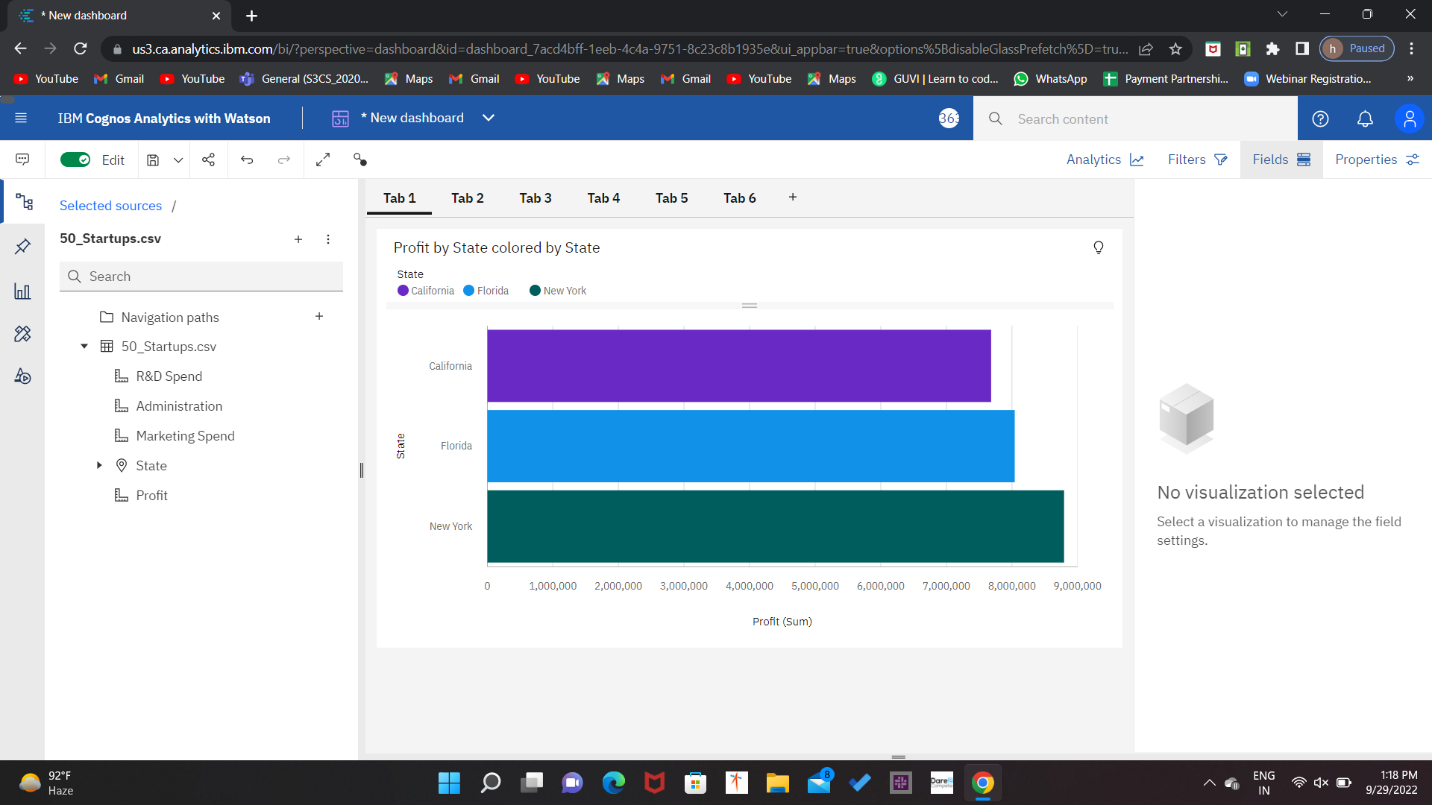 * New dashboard
us3.ca.analytics.ibm.com/bi/?perspective=dashboard&id=dashboard_7acd4bff-1eeb-4c4a-9751-8c23c8b1935e&ui_appbar=true&options%5BdisableGlassPrefetch%5D=tru...
h Paused
YouTube Gmail YouTube General (S3CS_2020... Maps Gmail YouTube Maps Gmail YouTube Maps GUVI | Learn to cod... WhatsApp Payment Partnershi... Webinar Registratio... »
IBM Cognos Analytics with Watson
* New dashboard
363
Search content
Edit
Analytics Filters Fields Properties
Selected sources /
50_Startups.csv
Search
Navigation paths
50_Startups.csv
R&D Spend
Administration
Marketing Spend
State
Profit
Tab 1 Tab 2 Tab 3 Tab 4 Tab 5 Tab 6 +
Profit by State colored by State
State
California Florida New York
California
Florida
New York
State
0 1,000,000 2,000,000 3,000,000 4,000,000 5,000,000 6,000,000 7,000,000 8,000,000 9,000,000
Profit (Sum)
No visualization selected
Select a visualization to manage the field
settings.
92°F
Haze
8
ENG
IN
1:18 PM
9/29/2022